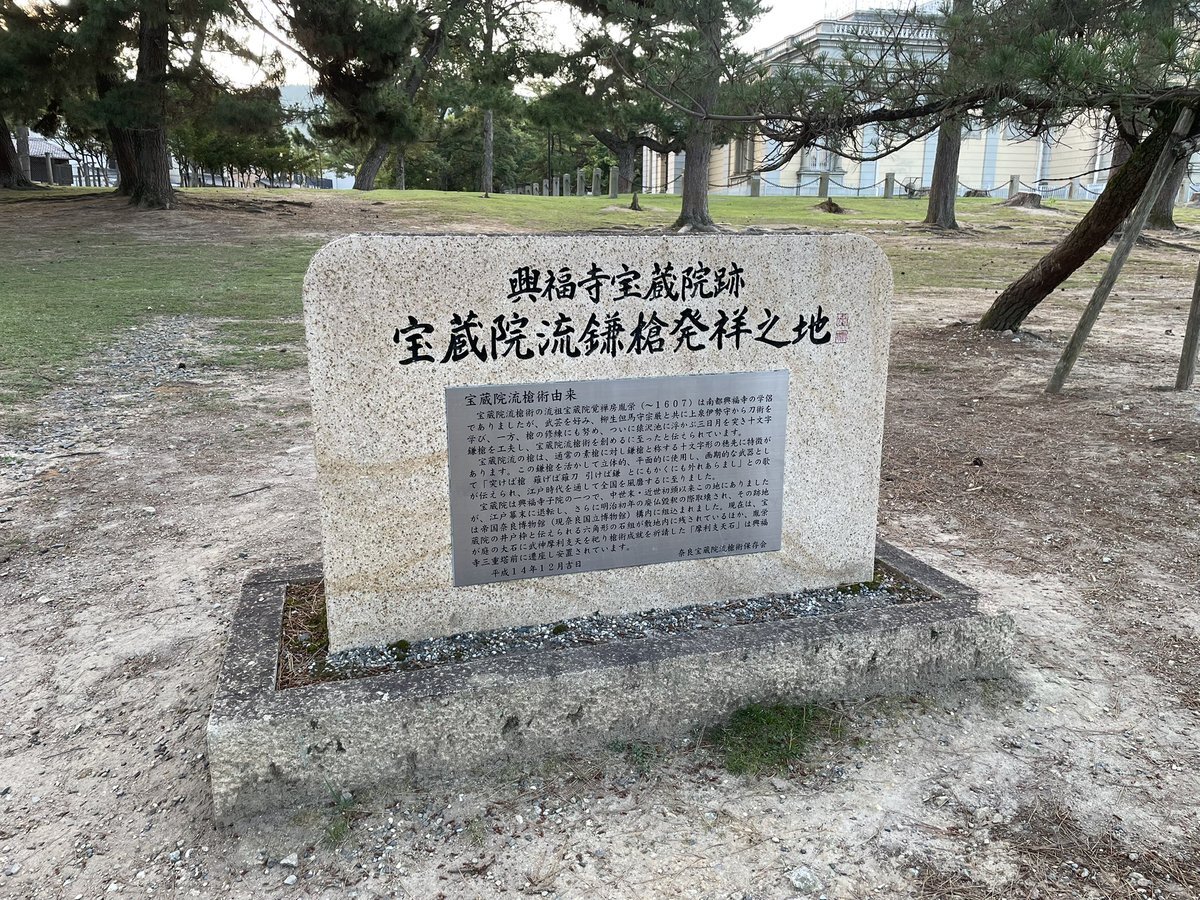 興福寺宝蔵院跡
宝蔵院流鎌槍発祥之地
宝蔵院流槍術由来
宝蔵院流槍術の流祖宝蔵院覚禅房胤栄（～1607）は南都興福寺の学侶
でありましたが、武芸を好み、柳生但馬守宗厳と共に上泉伊勢守から刀術を
学び、一方、槍の修練にも努め、ついに猿沢池に浮かぶ三日月を突き十文字
鎌槍を工夫し、宝蔵院流槍術を創めるに至ったと伝せられています。
宝蔵院流の槍は、通常の素槍に対し鎌槍と称する十文字形の穂先に特徴が
あります。この鎌槍を活かして立体的、平面的に使用し、画期的な武器とし
て「突けば槍 薙げば薙刀 引けば鎌 とにもかくにも外れあらまし」との歌
が伝えられ、江戸時代を通して全国を風靡するに至りました。
宝蔵院は興福寺子院の一つで、中世末・近世初頭以来この地にありました
が、江戸幕末に退転し、さらに明治初年の廃仏毀釈の際取壊され、その跡地
は帝国奈良博物館（現奈良国立博物館）構内に組込まれました。現在は、宝
蔵院の井戸枠と伝えられる六角形の石組が敷地内に残されているほか、胤栄
が庭の大石に武神摩利支天を祀り槍術成就を祈請した「摩利支天石」は興福
寺三重塔前に遷座し安置されています。
平成14年12月吉日
奈良宝蔵院流槍術保存会